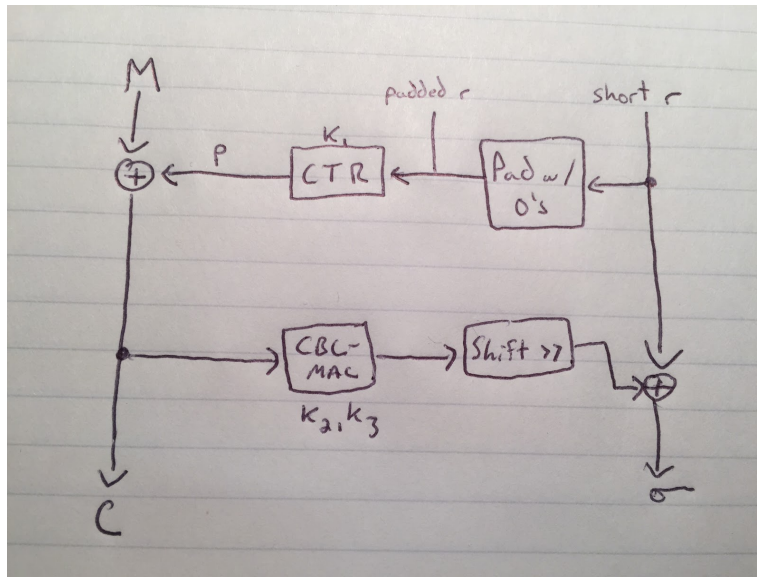 M
padded r
short r
K1
P
CTR
Pad w/
0's
CBC-
MAC
Shift >>
K2, K3
C
σ